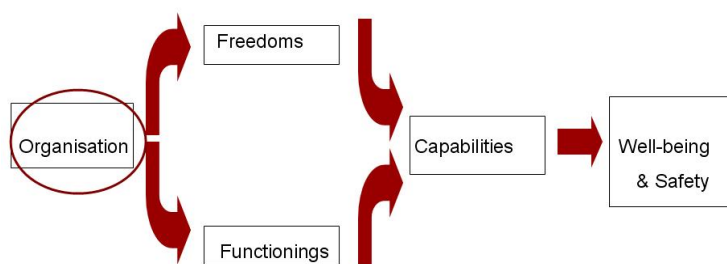 Freedoms
Organisation
Capabilities
Well-being
& Safety
Functionings